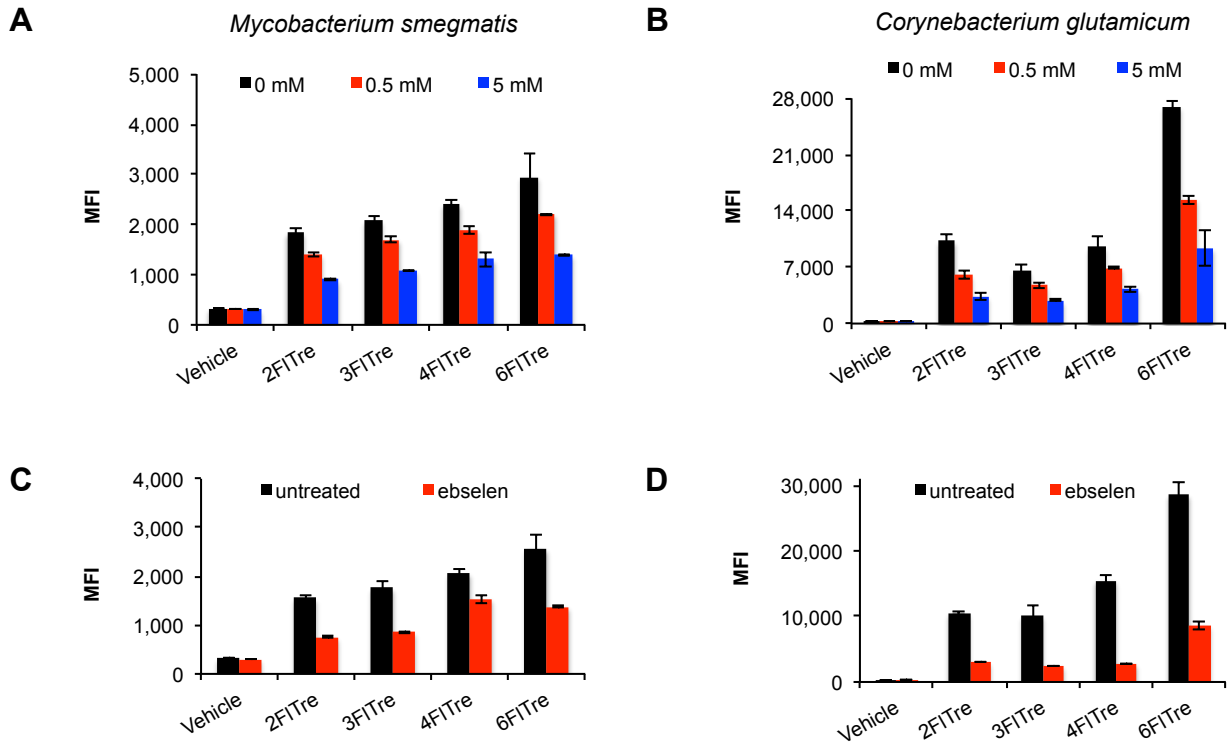 A
Mycobacterium smegmatis
0 mM 0.5 mM 5 mM
5,000
4,000
3,000
2,000
1,000
0
MFI
Vehicle
2FlTre
3FlTre
4FlTre
6FlTre
B
Corynebacterium glutamicum
0 mM 0.5 mM 5 mM
28,000
21,000
14,000
7,000
0
MFI
Vehicle
2FlTre
3FlTre
4FlTre
6FlTre
C
untreated ebselen
4,000
3,000
2,000
1,000
0
MFI
Vehicle
2FlTre
3FlTre
4FlTre
6FlTre
D
untreated ebselen
30,000
20,000
10,000
0
MFI
Vehicle
2FlTre
3FlTre
4FlTre
6FlTre